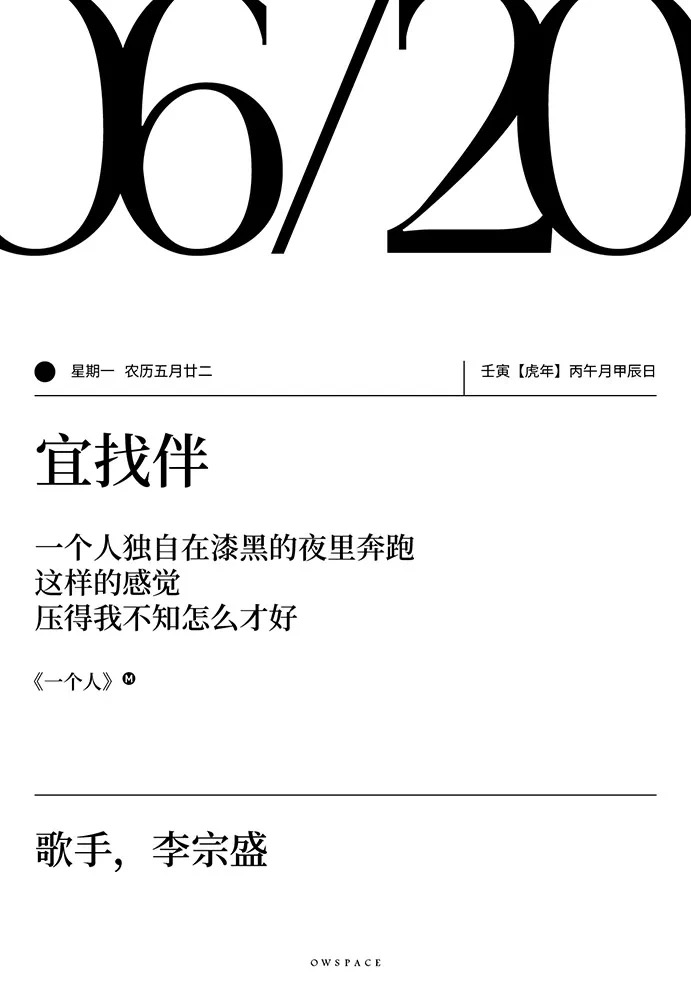 06/20
星期一 农历五月廿二
壬寅【虎年】丙午月甲辰日
宜找伴
一个人独自在漆黑的夜里奔跑
这样的感觉
压得我不知怎么才好
《一个人》M
歌手，李宗盛
OWSPACE